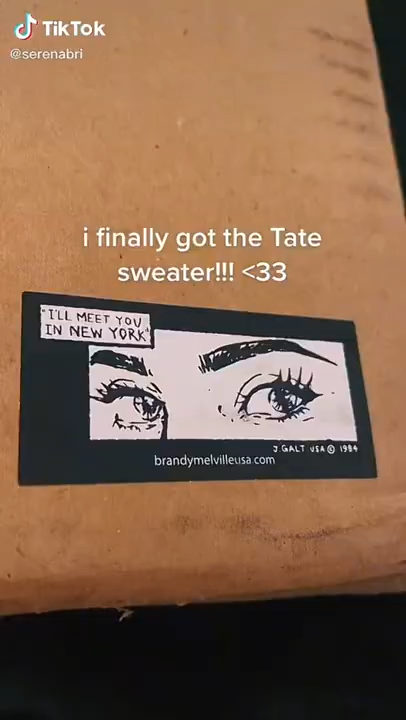 TikTok
@serenabri
i finally got the Tate
sweater!!! <33
"I'LL MEET YOU
IN NEW YORK"
J.GALT USA © 1984
brandymelvilleusa.com